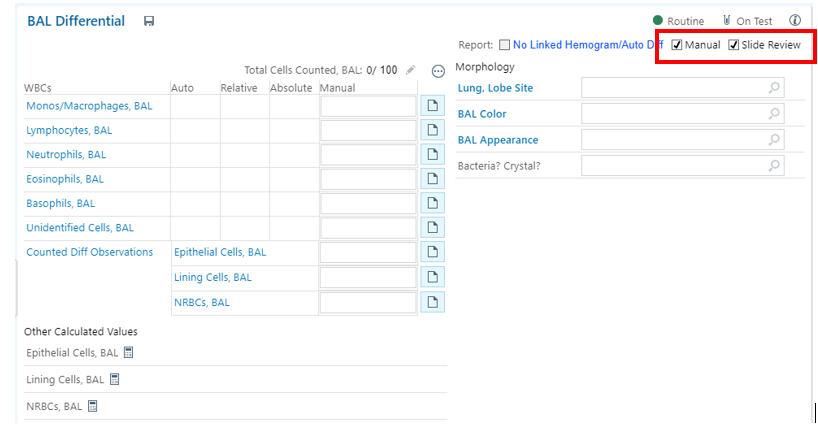 BAL Differential
Routine On Test
Report: No Linked Hemogram/Auto Diff Manual Slide Review
Total Cells Counted, BAL: 0/ 100
Morphology
WBCs Auto Relative Absolute Manual
Monos/Macrophages, BAL
Lymphocytes, BAL
Neutrophils, BAL
Eosinophils, BAL
Basophils, BAL
Unidentified Cells, BAL
Counted Diff Observations Epithelial Cells, BAL
Lining Cells, BAL
NRBCs, BAL
Lung, Lobe Site
BAL Color
BAL Appearance
Bacteria? Crystal?
Other Calculated Values
Epithelial Cells, BAL
Lining Cells, BAL
NRBCs, BAL